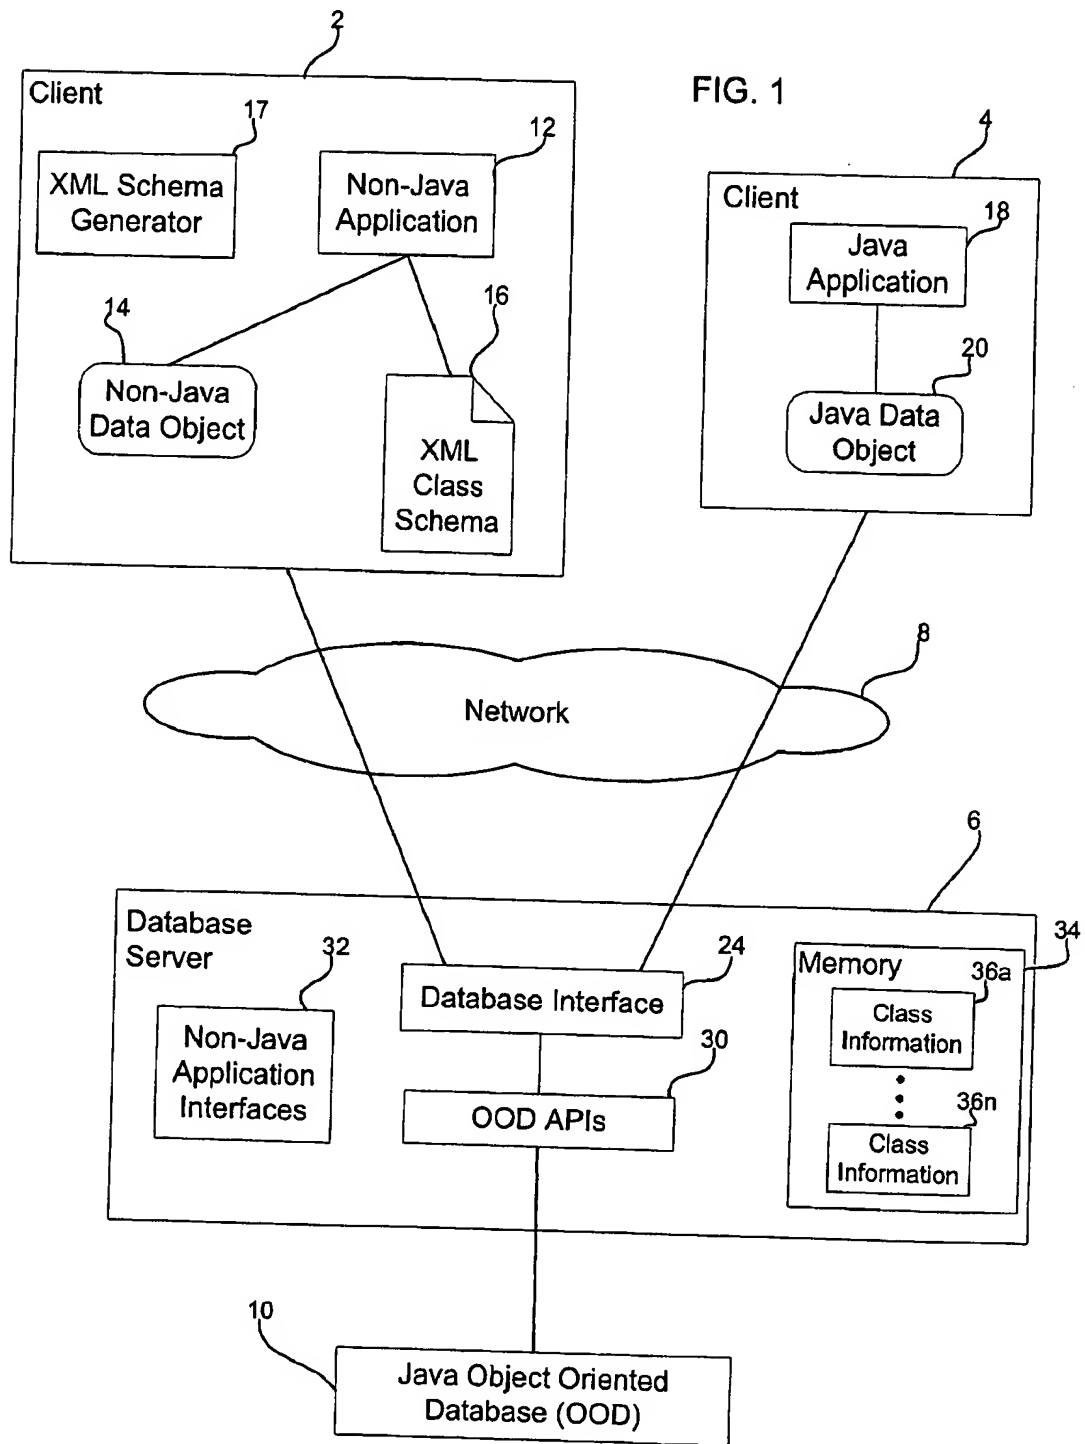 2
FIG. 1
Client
17
12
4
XML Schema
Generator
Non-Java
Application
Client
18
Java
Application
14
16
20
Non-Java
Data Object
Java Data
Object
XML
Class
Schema
8
Network
6
Database
Server
32
24
34
Memory
36a
Database Interface
Class
Information
Non-Java
Application
Interfaces
30
36n
OOD APIs
Class
Information
10
Java Object Oriented
Database (OOD)